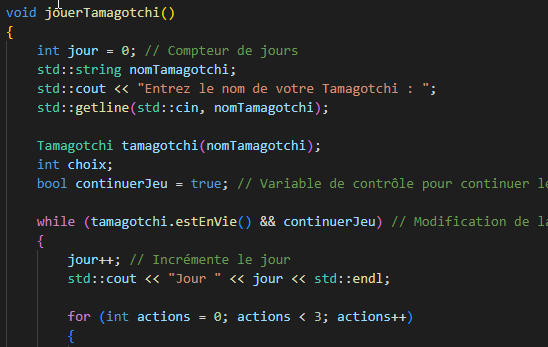 void jouerTamagotchi()
{
int jour = 0; // Compteur de jours
std::string nomTamagotchi;
std::cout << "Entrez le nom de votre Tamagotchi : ";
std::getline(std::cin, nomTamagotchi);
Tamagotchi tamagotchi(nomTamagotchi);
int choix;
bool continuerJeu = true; // Variable de contrôle pour continuer le
while (tamagotchi.estEnVie() && continuerJeu) // Modification de la
{
jour++; // Incrémente le jour
std::cout << "Jour " << jour << std::endl;
for (int actions = 0; actions < 3; actions++)
{